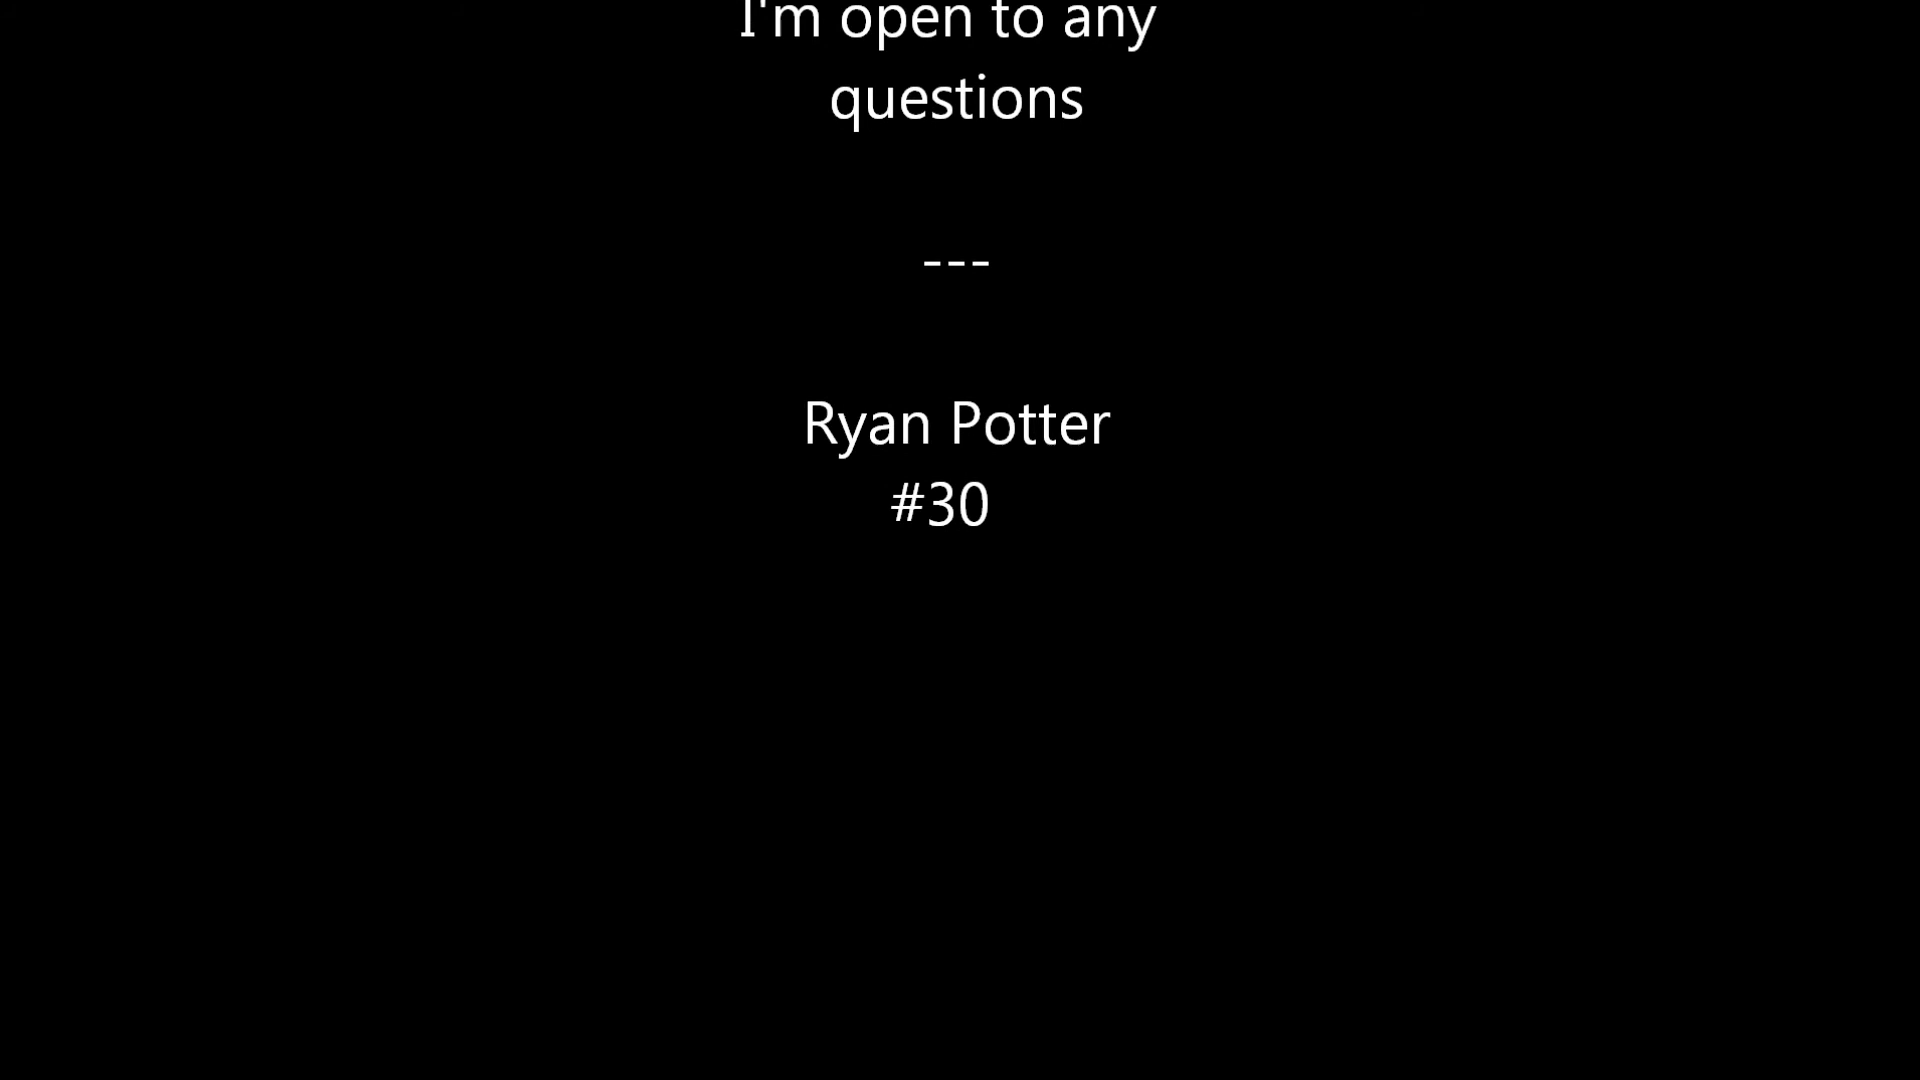 I'm open to any
questions
---
Ryan Potter
#30